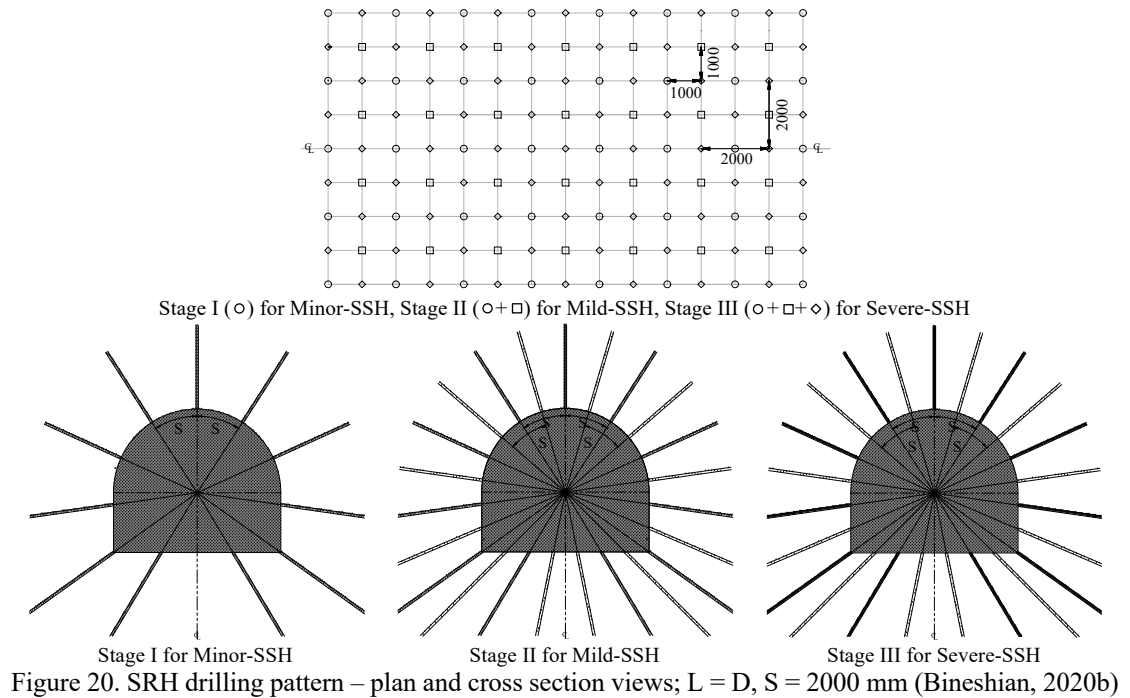 1000
1000
2000
2000
℄
℄
Stage I (○) for Minor-SSH, Stage II (○+□) for Mild-SSH, Stage III (○+□+◇) for Severe-SSH
S S
S S
S S
S S
S S
℄
℄
℄
Stage I for Minor-SSH
Stage II for Mild-SSH
Stage III for Severe-SSH
Figure 20. SRH drilling pattern – plan and cross section views; L = D, S = 2000 mm (Bineshian, 2020b)